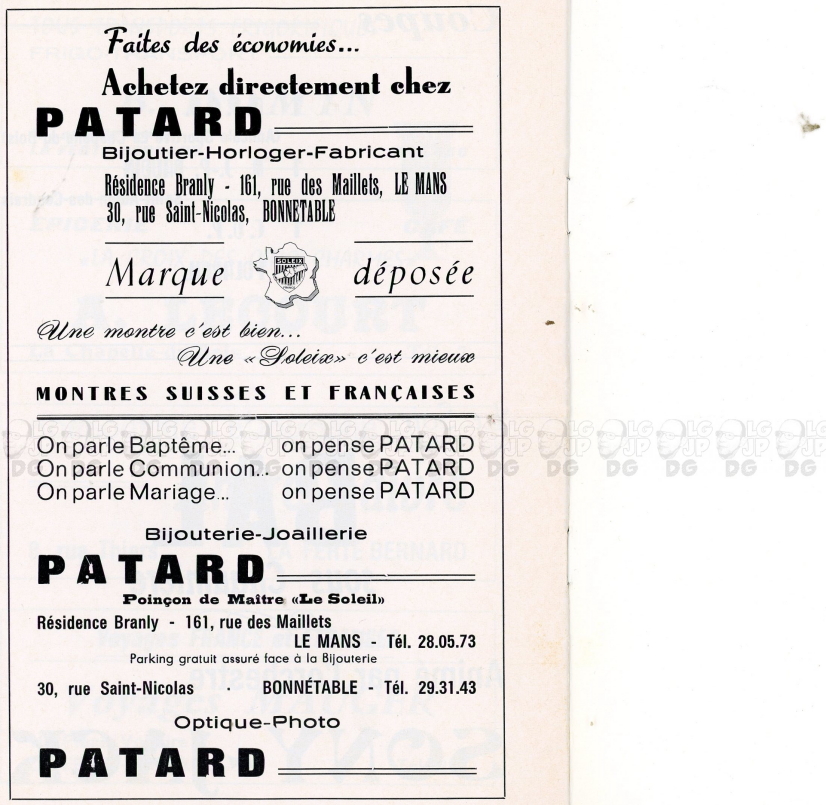 Faites des économies...
Achetez directement chez
PATARD
Bijoutier-Horloger-Fabricant
Résidence Branly - 161, rue des Maillets, LE MANS
30, rue Saint-Nicolas, BONNETABLE
Marque SOLEIX déposée
Une montre c'est bien...
Une «Soleix» c'est mieux
MONTRES SUISSES ET FRANÇAISES
On parle Baptême... on pense PATARD
On parle Communion... on pense PATARD
On parle Mariage... on pense PATARD
Bijouterie-Joaillerie
PATARD
Poinçon de Maître «Le Soleil»
Résidence Branly - 161, rue des Maillets
LE MANS - Tél. 28.05.73
Parking gratuit assuré face à la Bijouterie
30, rue Saint-Nicolas - BONNÉTABLE - Tél. 29.31.43
Optique-Photo
PATARD